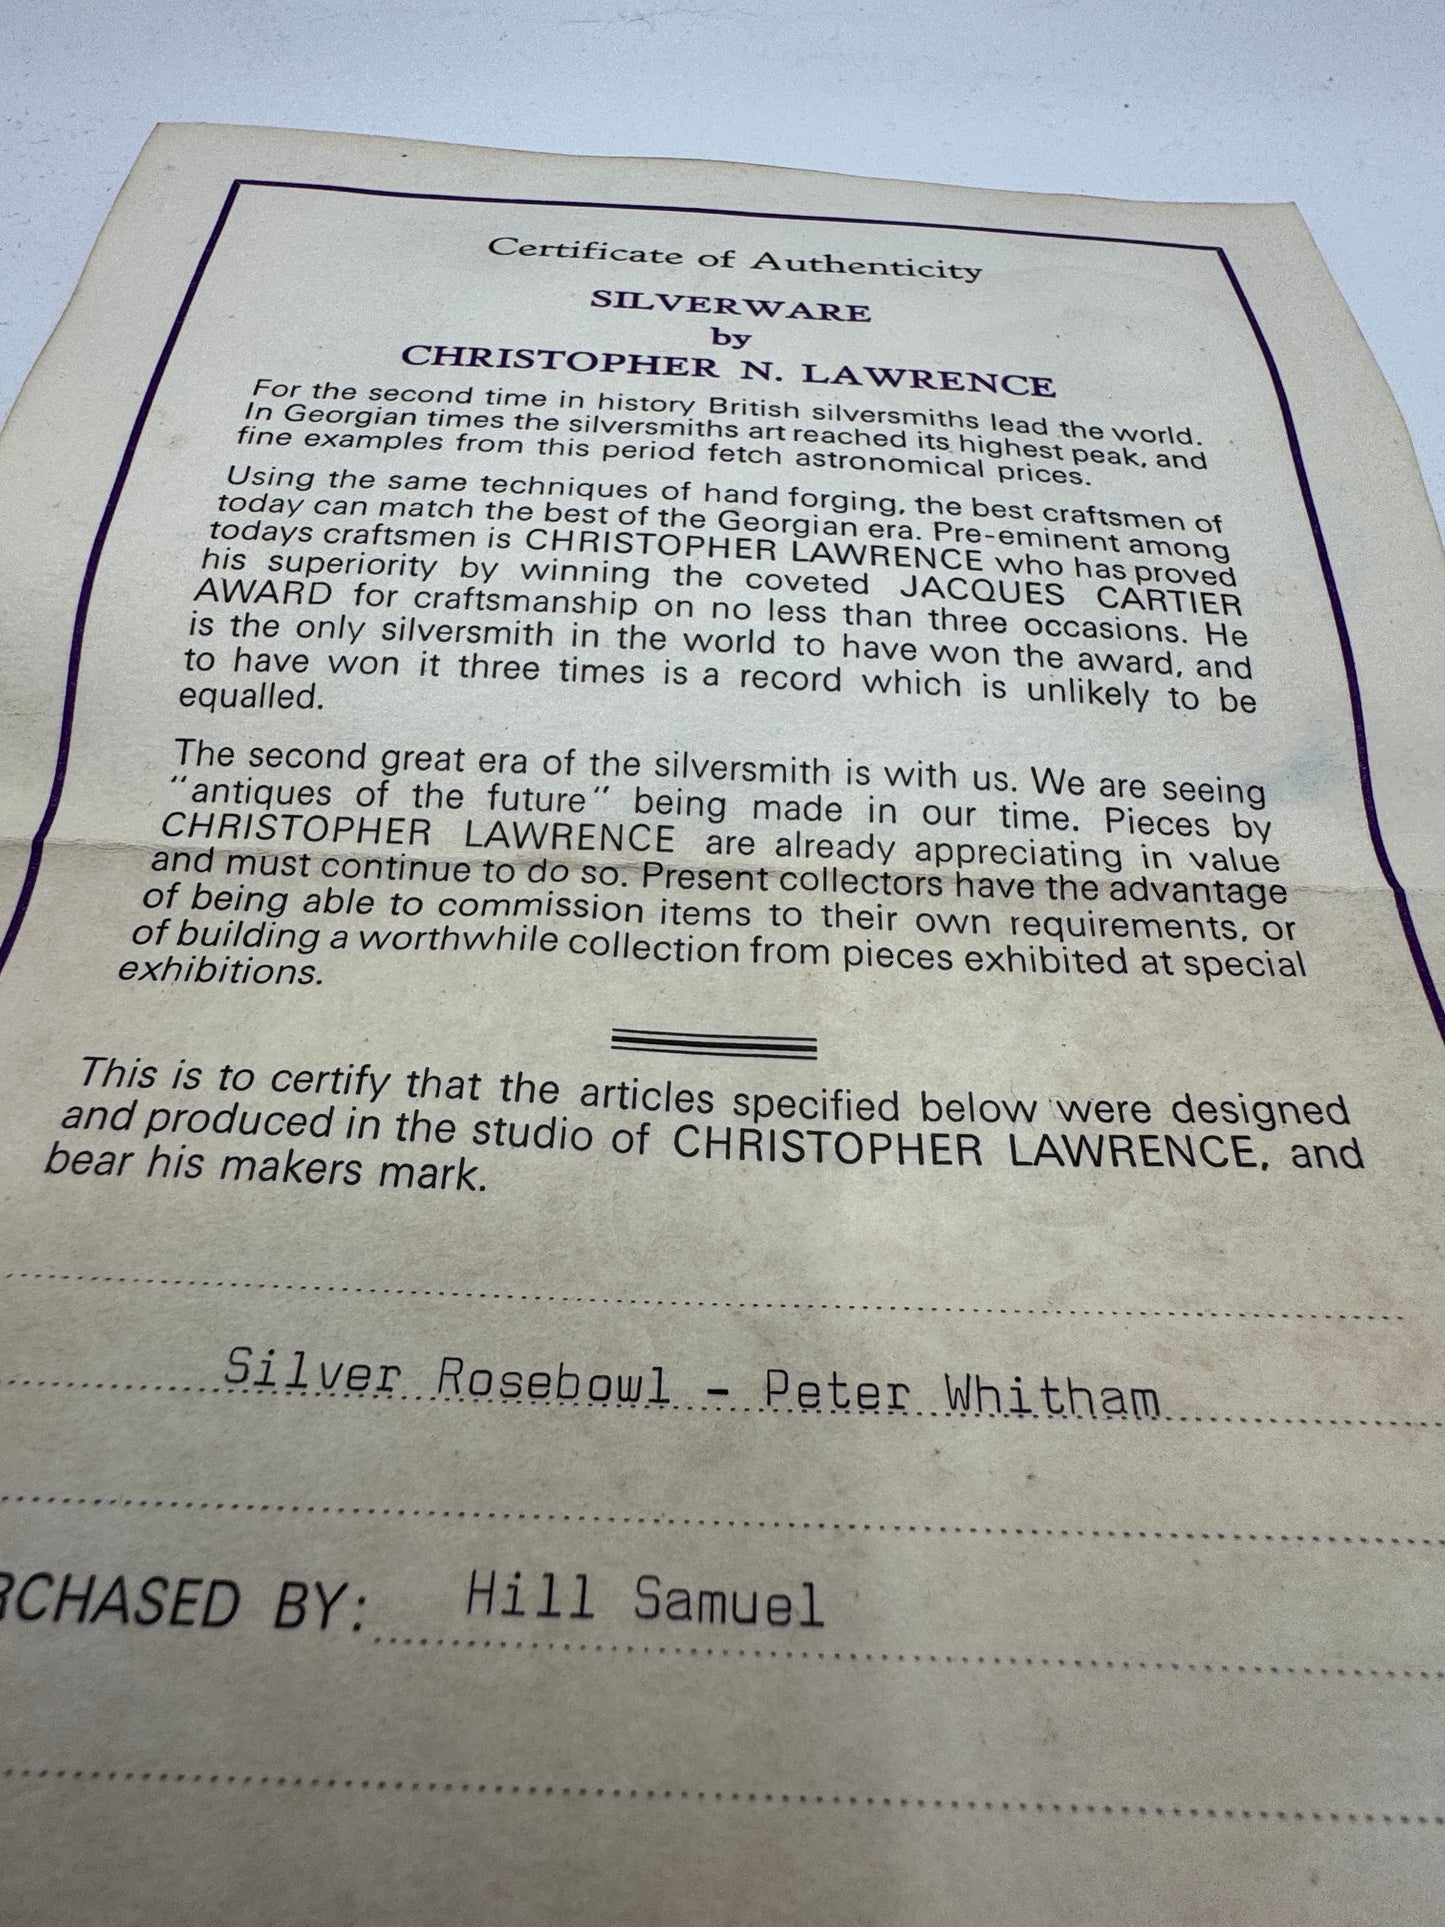 Certificate of Authenticity
SILVERWARE
by
CHRISTOPHER N. LAWRENCE
For the second time in history British silversmiths lead the world.
In Georgian times the silversmiths art reached its highest peak, and
fine examples from this period fetch astronomical prices.
Using the same techniques of hand forging, the best craftsmen of
today can match the best of the Georgian era. Pre-eminent among
todays craftsmen is CHRISTOPHER LAWRENCE who has proved
his superiority by winning the coveted JACQUES CARTIER
AWARD for craftsmanship on no less than three occasions. He
is the only silversmith in the world to have won the award, and
to have won it three times is a record which is unlikely to be
equalled.
The second great era of the silversmith is with us. We are seeing
"antiques of the future" being made in our time. Pieces by
CHRISTOPHER LAWRENCE are already appreciating in value
and must continue to do so. Present collectors have the advantage
of being able to commission items to their own requirements, or
of building a worthwhile collection from pieces exhibited at special
exhibitions.
This is to certify that the articles specified below were designed
and produced in the studio of CHRISTOPHER LAWRENCE, and
bear his makers mark.
Silver Rosebowl - Peter Whitham
RCHASED BY: Hill Samuel